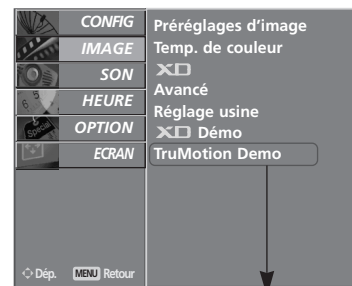 CONFIG
IMAGE
SON
HEURE
OPTION
ECRAN
Dép. MENU Retour
Préréglages d'image
Temp. de couleur
XD
Avancé
Réglage usine
XD Démo
TruMotion Demo